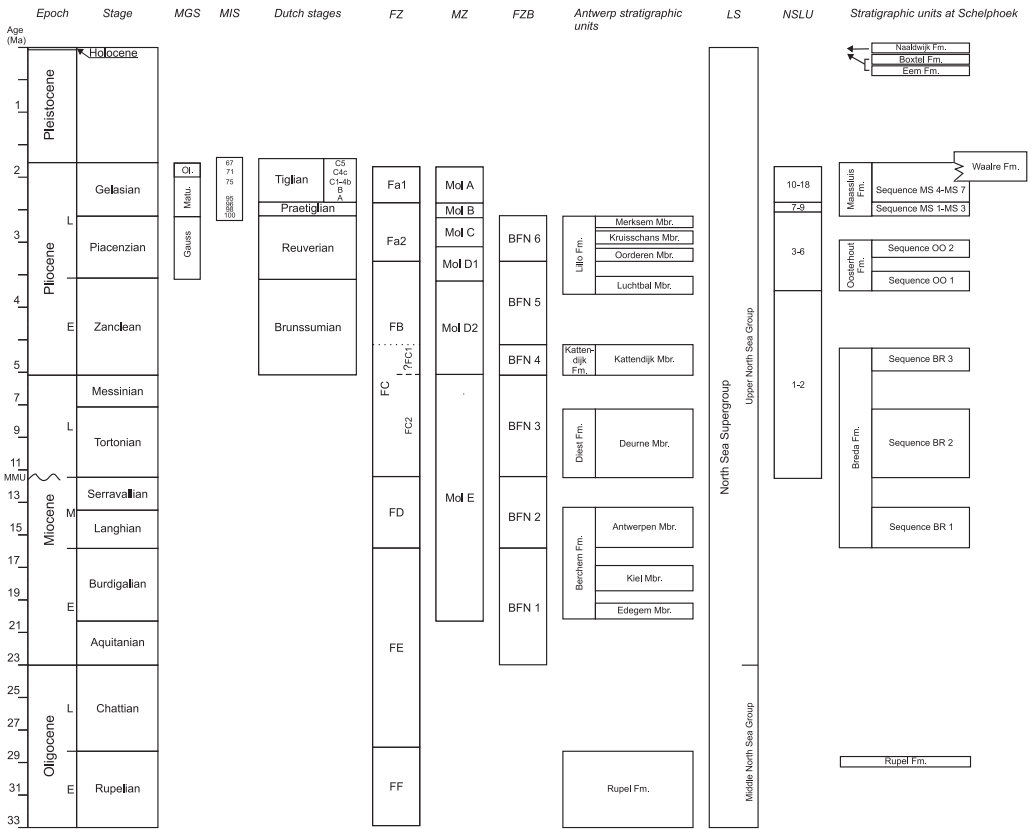 Epoch Stage MGS MIS Dutch stages FZ MZ FZB Antwerp stratigraphic units LS NSLU Stratigraphic units at Schelphoek
Age (Ma)
1
2
3
4
5
7
9
11
MMU
13
15
17
19
21
23
25
27
29
31
33
Pleistocene
Pliocene
L
E
Miocene
L
M
E
Oligocene
L
E
Holocene
Gelasian
Piacenzian
Zanclean
Messinian
Tortonian
Serravallian
Langhian
Burdigalian
Aquitanian
Chattian
Rupelian
Ol.
Matu.
Gauss
67
71
75
95
96
98
100
Tiglian
C5
C4c
C1-4b
B
A
Praetiglian
Reuverian
Brunssumian
Fa1
Fa2
FB
?FC1
FC
FC2
FD
FE
FF
Mol A
Mol B
Mol C
Mol D1
Mol D2
Mol E
BFN 6
BFN 5
BFN 4
BFN 3
BFN 2
BFN 1
Lillo Fm.
Merksem Mbr.
Kruisschans Mbr.
Oorderen Mbr.
Luchtbal Mbr.
Katten-
dijk
Fm.
Kattendijk Mbr.
Diest Fm.
Deurne Mbr.
Berchem Fm.
Antwerpen Mbr.
Kiel Mbr.
Edegem Mbr.
Rupel Fm.
North Sea Supergroup
Upper North Sea Group
Middle North Sea Group
10-18
7-9
3-6
1-2
Naaldwijk Fm.
Boxtel Fm.
Eem Fm.
Waalre Fm.
Maassluis
Fm.
Sequence MS 4-MS 7
Sequence MS 1-MS 3
Oosterhout
Fm.
Sequence OO 2
Sequence OO 1
Breda Fm.
Sequence BR 3
Sequence BR 2
Sequence BR 1
Rupel Fm.